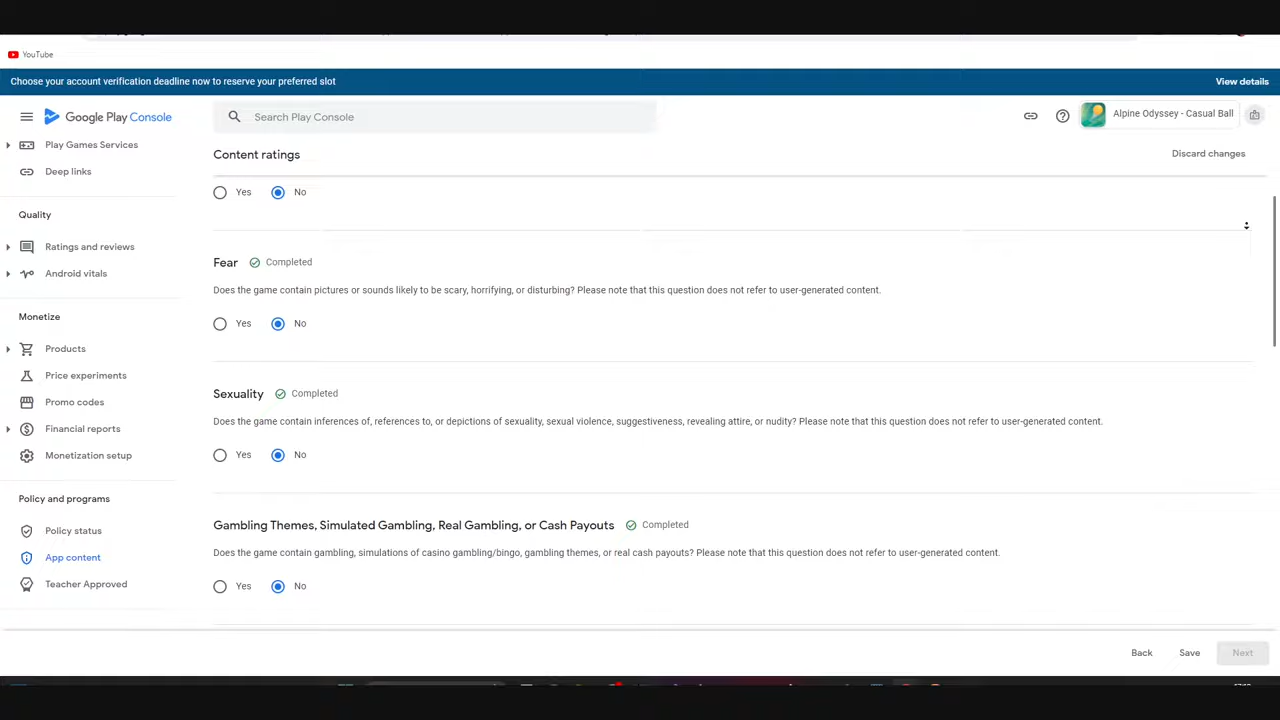 YouTube
Choose your account verification deadline now to reserve your preferred slot
View details
Google Play Console
Search Play Console
Alpine Odyssey - Casual Ball
Play Games Services
Deep links
Quality
Ratings and reviews
Android vitals
Monetize
Products
Price experiments
Promo codes
Financial reports
Monetization setup
Policy and programs
Policy status
App content
Teacher Approved
Content ratings
Discard changes
Yes No
Fear Completed
Does the game contain pictures or sounds likely to be scary, horrifying, or disturbing? Please note that this question does not refer to user-generated content.
Yes No
Sexuality Completed
Does the game contain inferences of, references to, or depictions of sexuality, sexual violence, suggestiveness, revealing attire, or nudity? Please note that this question does not refer to user-generated content.
Yes No
Gambling Themes, Simulated Gambling, Real Gambling, or Cash Payouts Completed
Does the game contain gambling, simulations of casino gambling/bingo, gambling themes, or real cash payouts? Please note that this question does not refer to user-generated content.
Yes No
Back Save Next